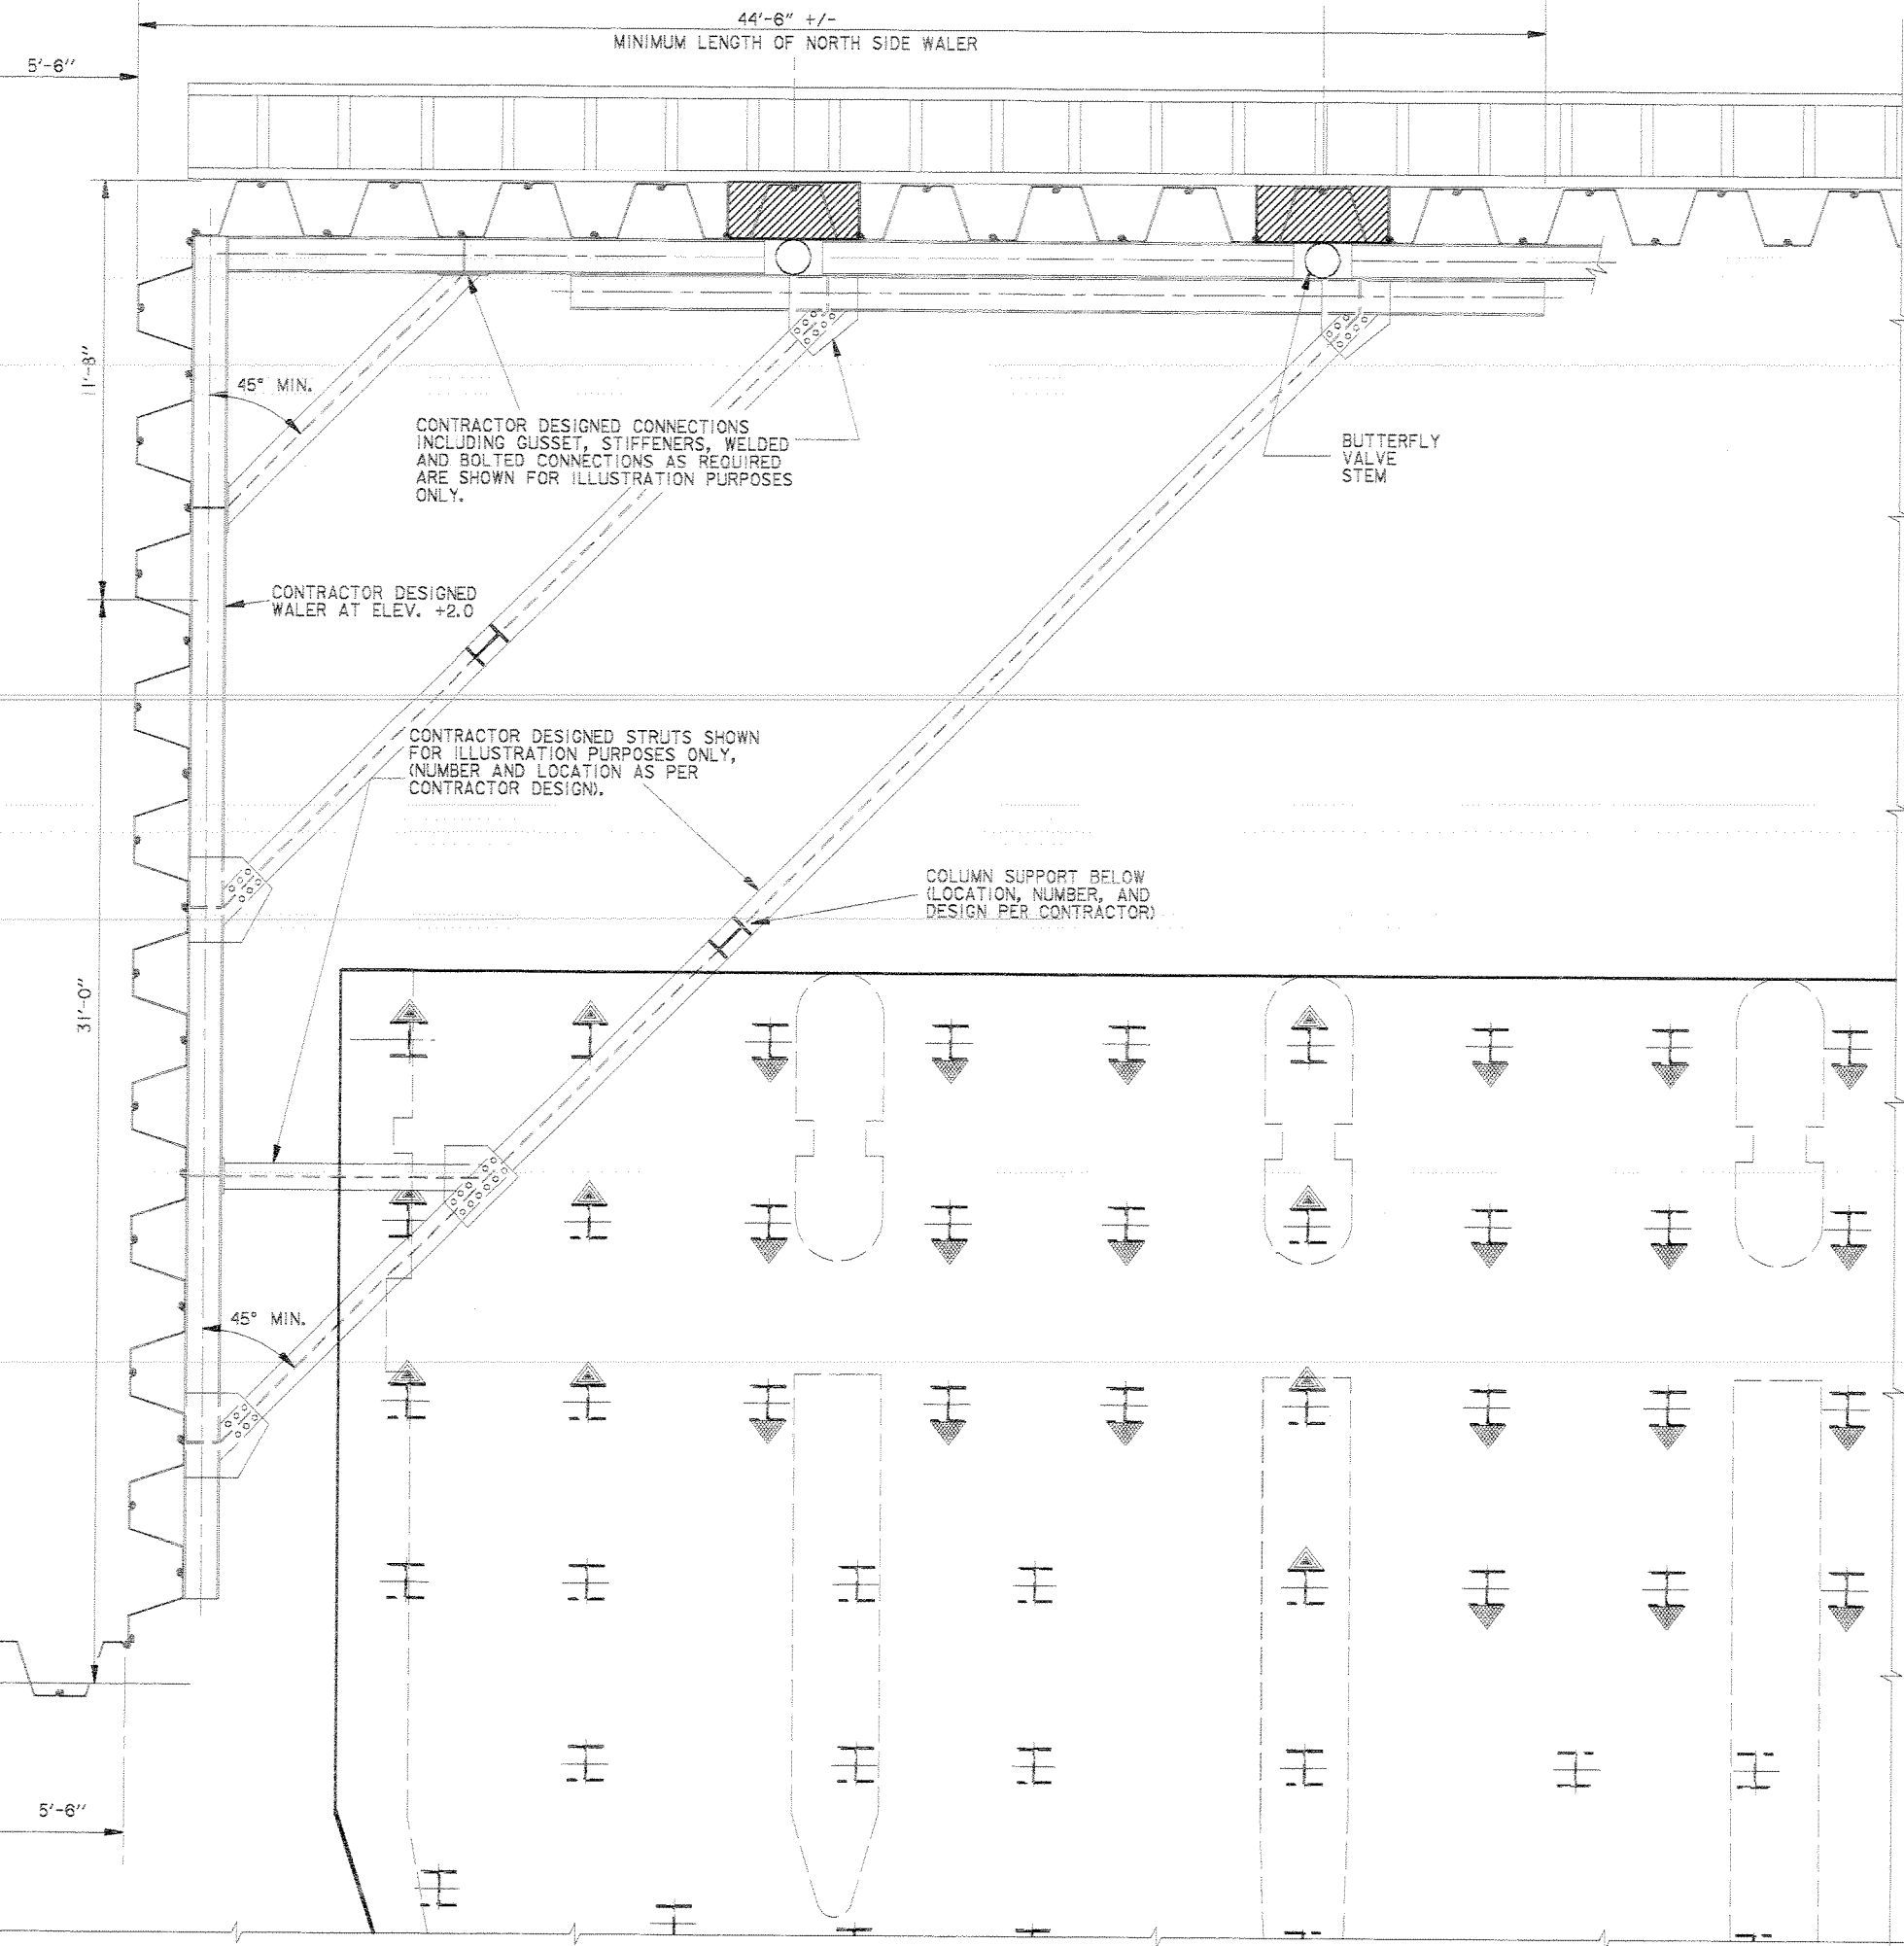 44'-6" +/-
MINIMUM LENGTH OF NORTH SIDE WALER
5'-6"
11'-8"
45° MIN.
CONTRACTOR DESIGNED CONNECTIONS
INCLUDING GUSSET, STIFFENERS, WELDED
AND BOLTED CONNECTIONS AS REQUIRED
ARE SHOWN FOR ILLUSTRATION PURPOSES
ONLY.
BUTTERFLY
VALVE
STEM
CONTRACTOR DESIGNED
WALER AT ELEV. +2.0
CONTRACTOR DESIGNED STRUTS SHOWN
FOR ILLUSTRATION PURPOSES ONLY,
(NUMBER AND LOCATION AS PER
CONTRACTOR DESIGN).
COLUMN SUPPORT BELOW
(LOCATION, NUMBER, AND
DESIGN PER CONTRACTOR)
31'-0"
45° MIN.
5'-6"